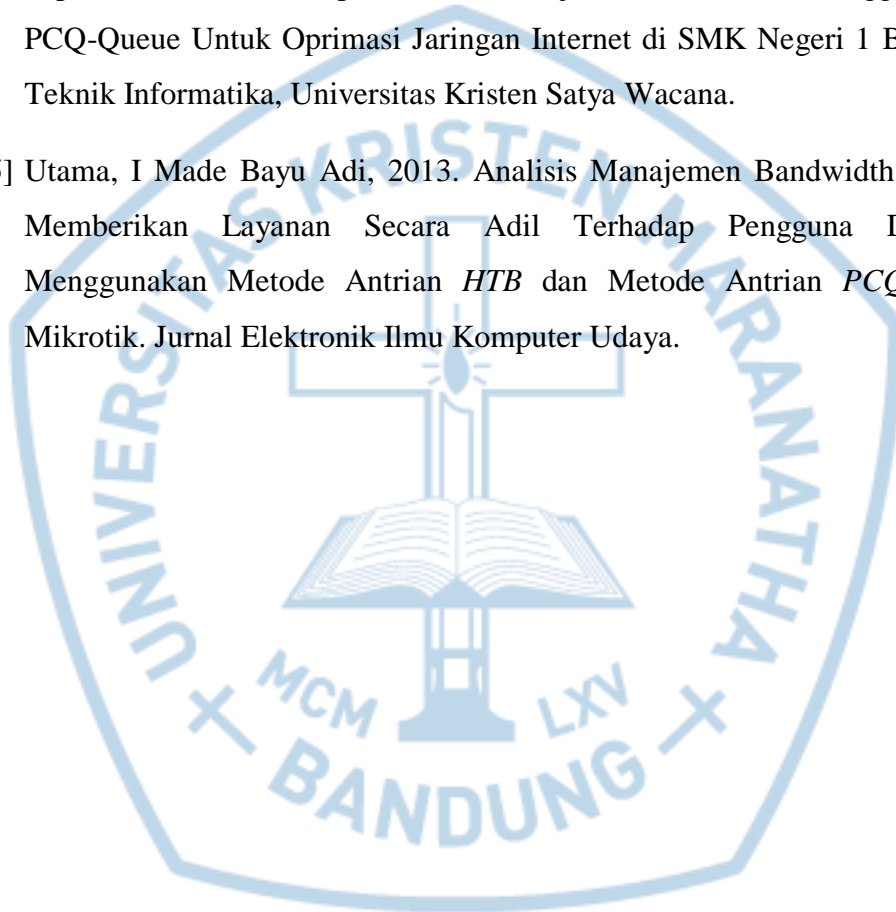 PCQ-Queue Untuk Oprimasi Jaringan Internet di SMK Negeri 1 B
Teknik Informatika, Universitas Kristen Satya Wacana.
] Utama, I Made Bayu Adi, 2013. Analisis Manajemen Bandwidth
Memberikan Layanan Secara Adil Terhadap Pengguna
Menggunakan Metode Antrian HTB dan Metode Antrian PCQ
Mikrotik. Jurnal Elektronik Ilmu Komputer Udaya.
UNIVERSITAS KRISTEN MARANATHA
MCM LXV
BANDUNG